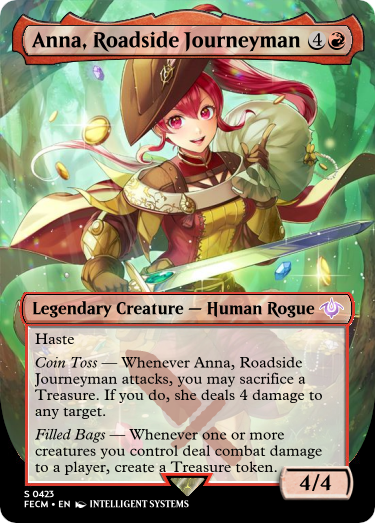 Anna, Roadside Journeyman 4
Legendary Creature — Human Rogue
Haste
Coin Toss — Whenever Anna, Roadside
Journeyman attacks, you may sacrifice a
Treasure. If you do, she deals 4 damage to
any target.
Filled Bags — Whenever one or more
creatures you control deal combat damage
to a player, create a Treasure token.
4/4
S 0423
FECM • EN INTELLIGENT SYSTEMS